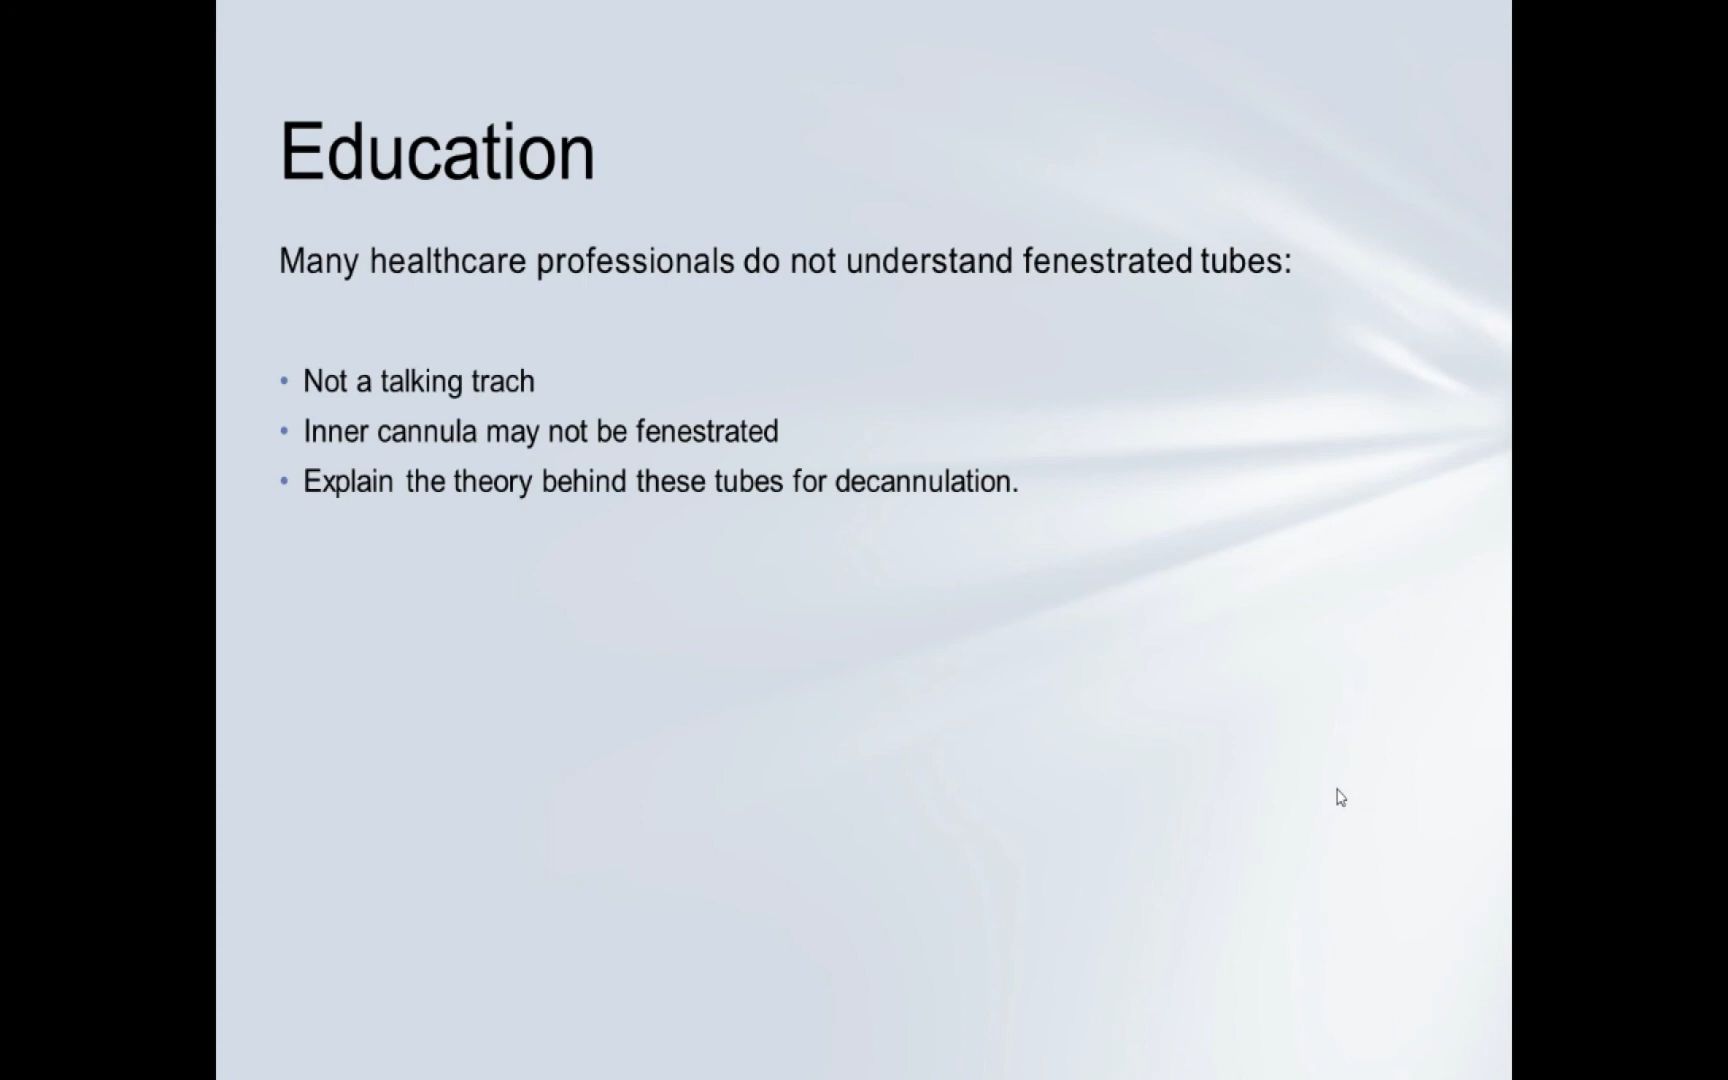 Education
Many healthcare professionals do not understand fenestrated tubes:
• Not a talking trach
• Inner cannula may not be fenestrated
• Explain the theory behind these tubes for decannulation.